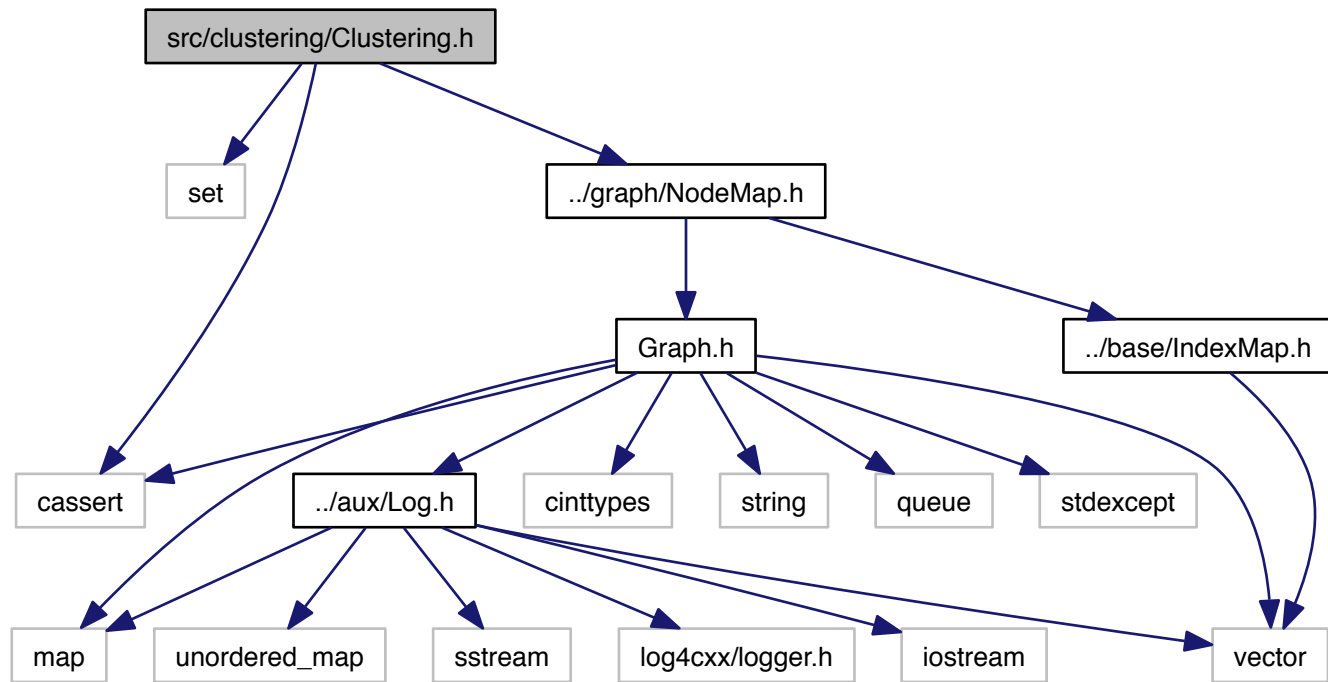 src/clustering/Clustering.h
set
../graph/NodeMap.h
Graph.h
../base/IndexMap.h
cassert
../aux/Log.h
cinttypes
string
queue
stdexcept
map
unordered_map
sstream
log4cxx/logger.h
iostream
vector